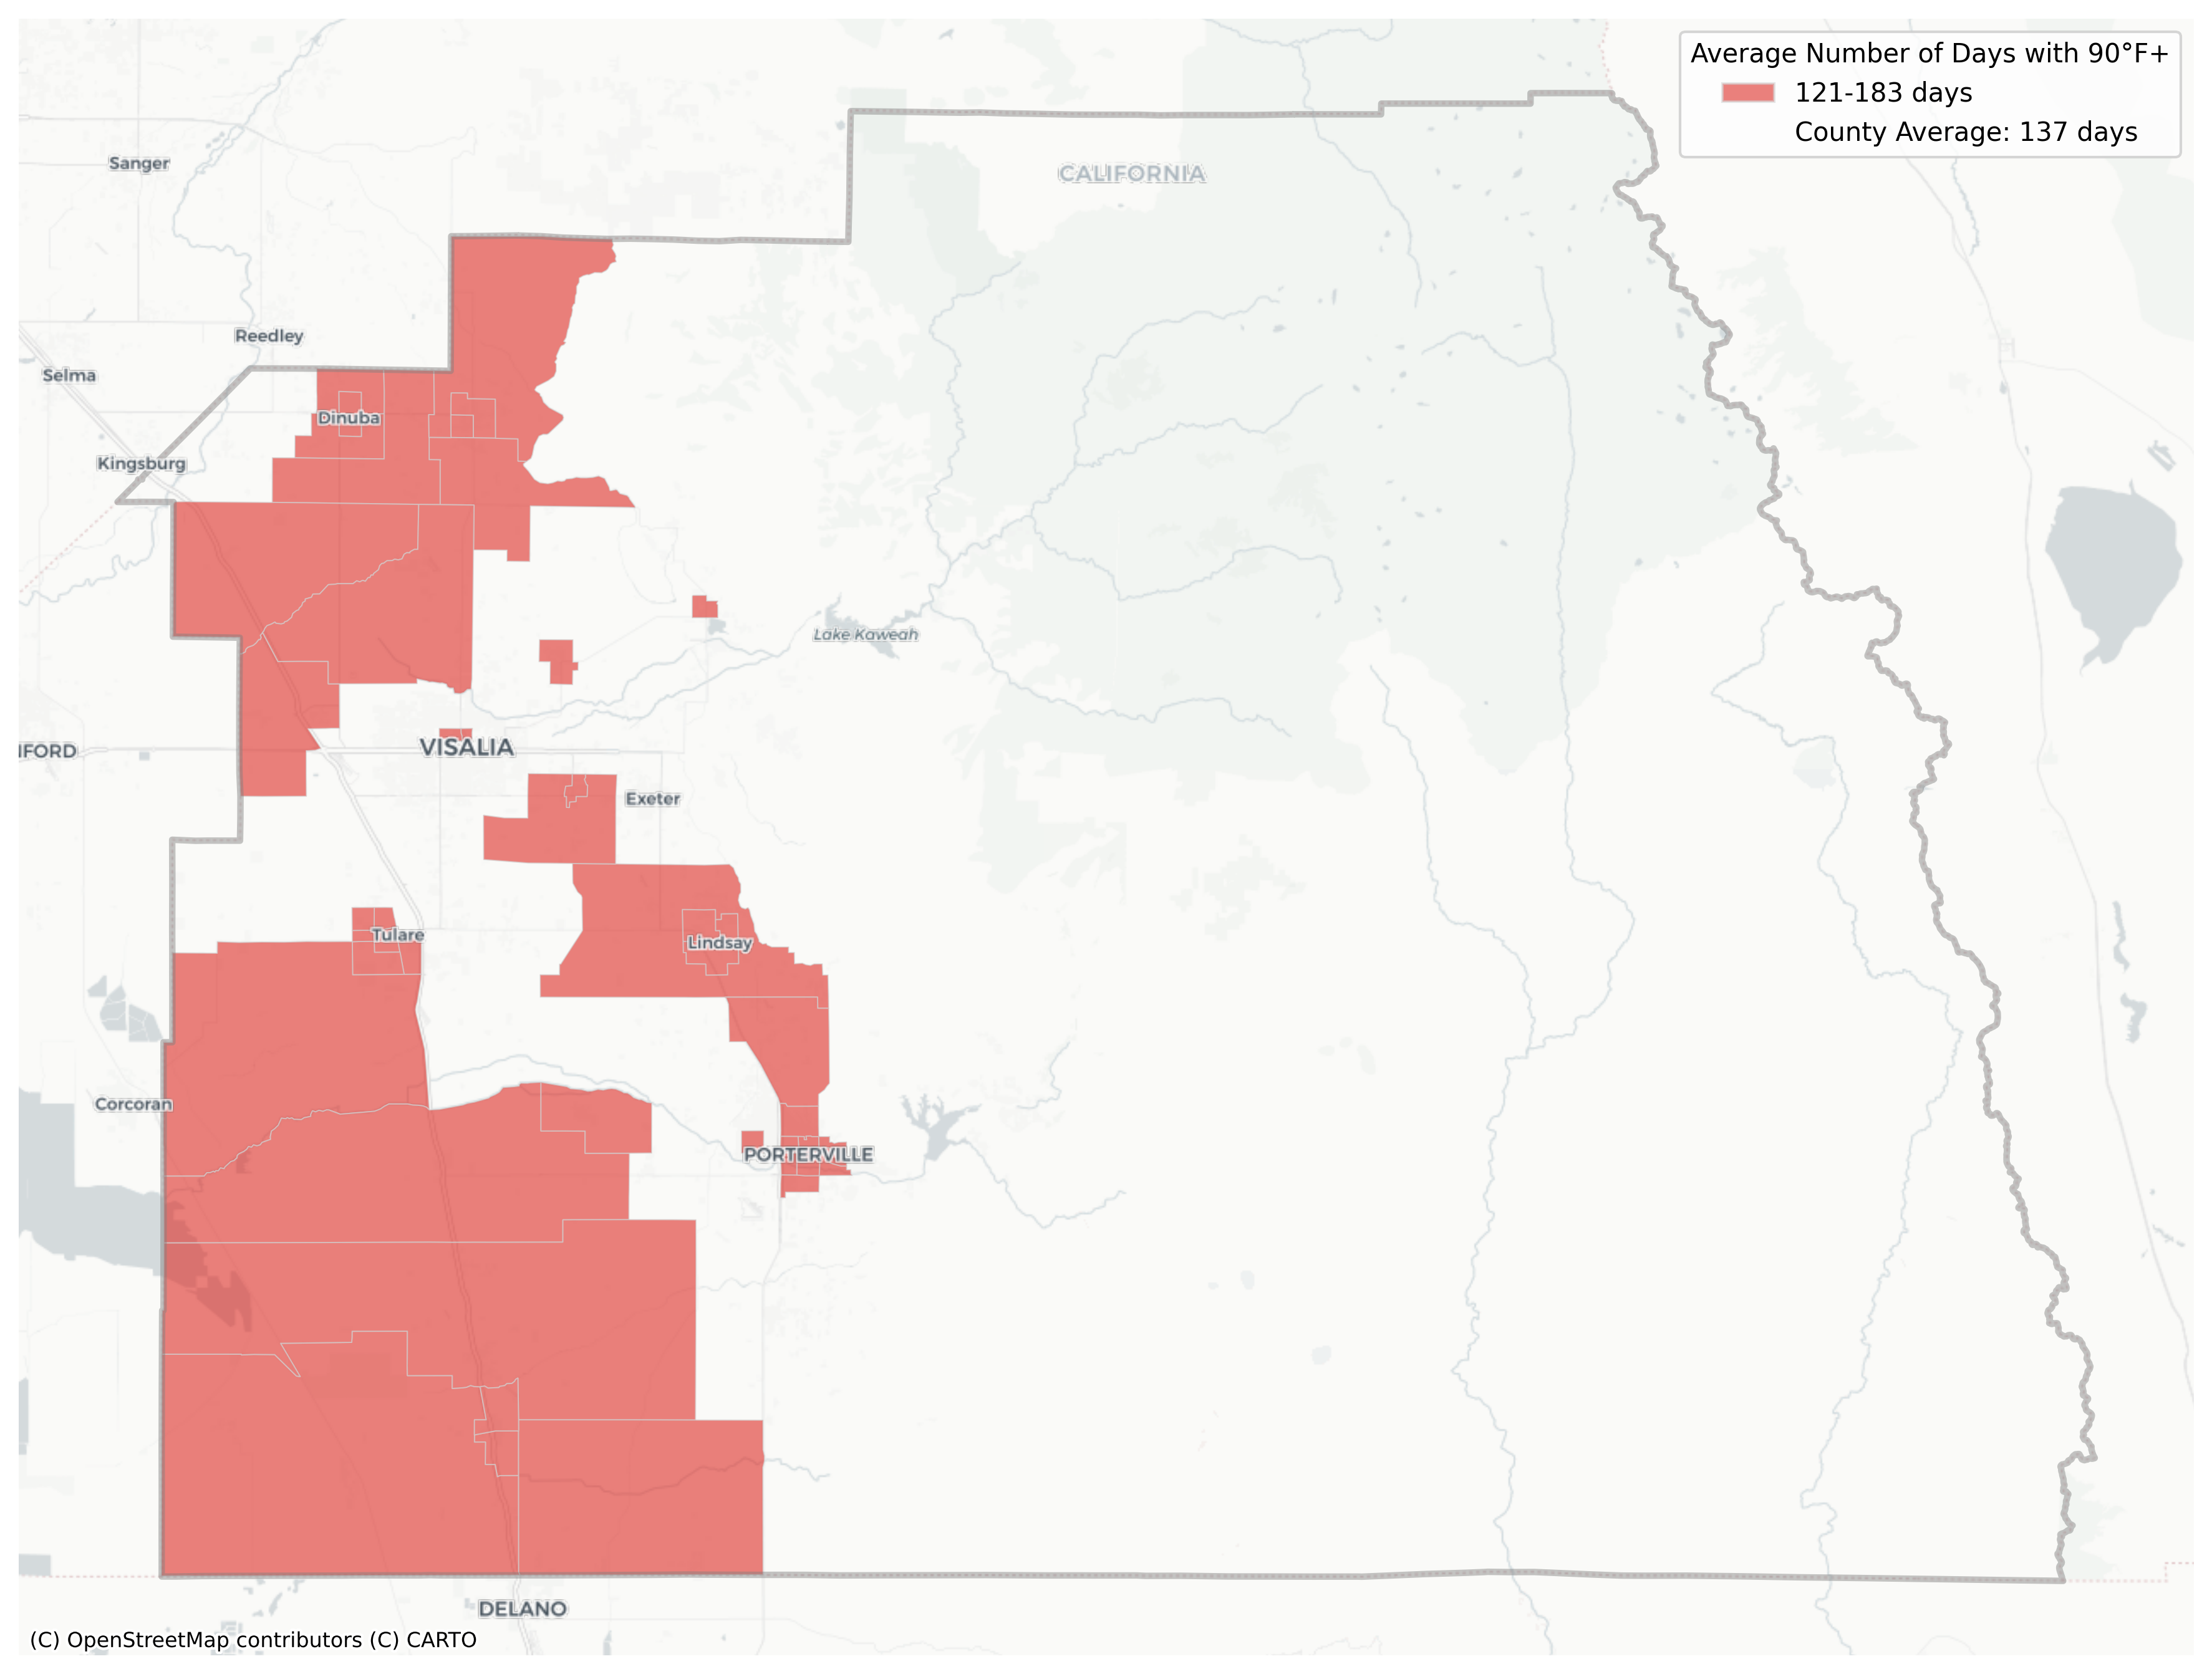 Average Number of Days with 90°F+
121-183 days
County Average: 137 days
Sanger
CALIFORNIA
Reedley
Selma
Dinuba
Kingsburg
Lake Kaweah
IFORD
VISALIA
Exeter
Tulare
Lindsay
Corcoran
PORTERVILLE
DELANO
(C) OpenStreetMap contributors (C) CARTO